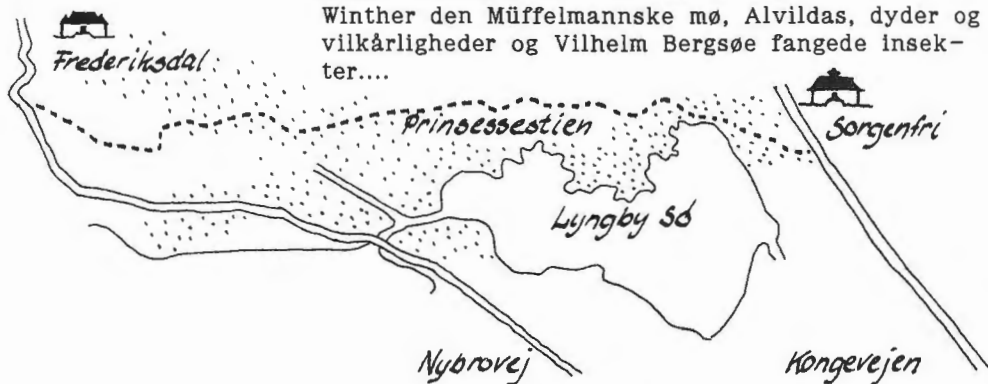 Winther den Müffelmannske mø, Alvildas, dyder og
vilkårligheder og Vilhelm Bergsøe fangede insek-
ter....
Frederiksdal
Prinsessestien
Sorgenfri
Lyngby Sø
Nybrovej
Kongevejen